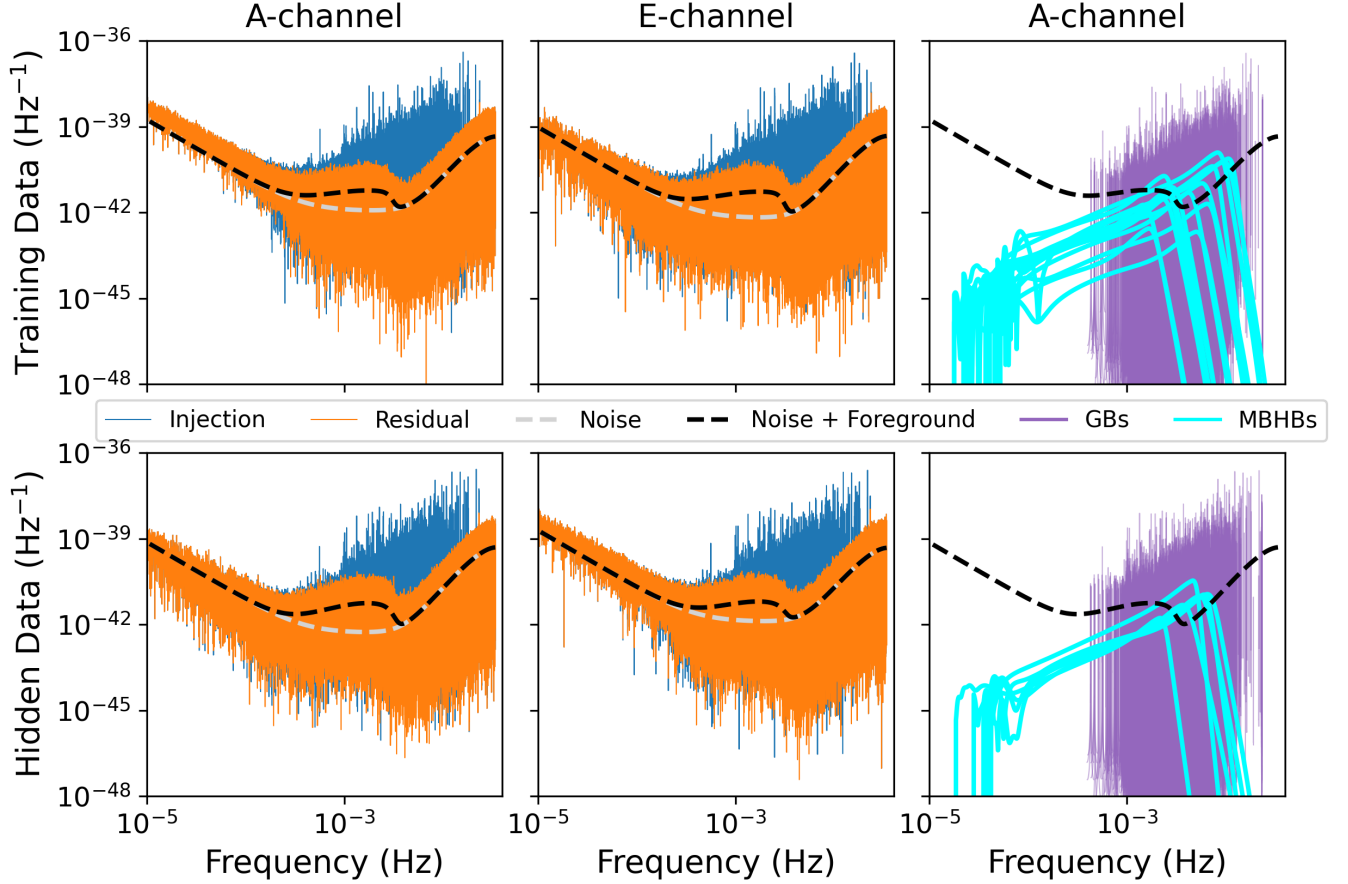 A-channel E-channel A-channel
10⁻³⁶
10⁻³⁹
10⁻⁴²
10⁻⁴⁵
10⁻⁴⁸
Training Data (Hz⁻¹)
Injection Residual Noise Noise + Foreground GBs MBHBs
10⁻³⁶
10⁻³⁹
10⁻⁴²
10⁻⁴⁵
10⁻⁴⁸
Hidden Data (Hz⁻¹)
10⁻⁵ 10⁻³ 10⁻⁵ 10⁻³ 10⁻⁵ 10⁻³
Frequency (Hz) Frequency (Hz) Frequency (Hz)